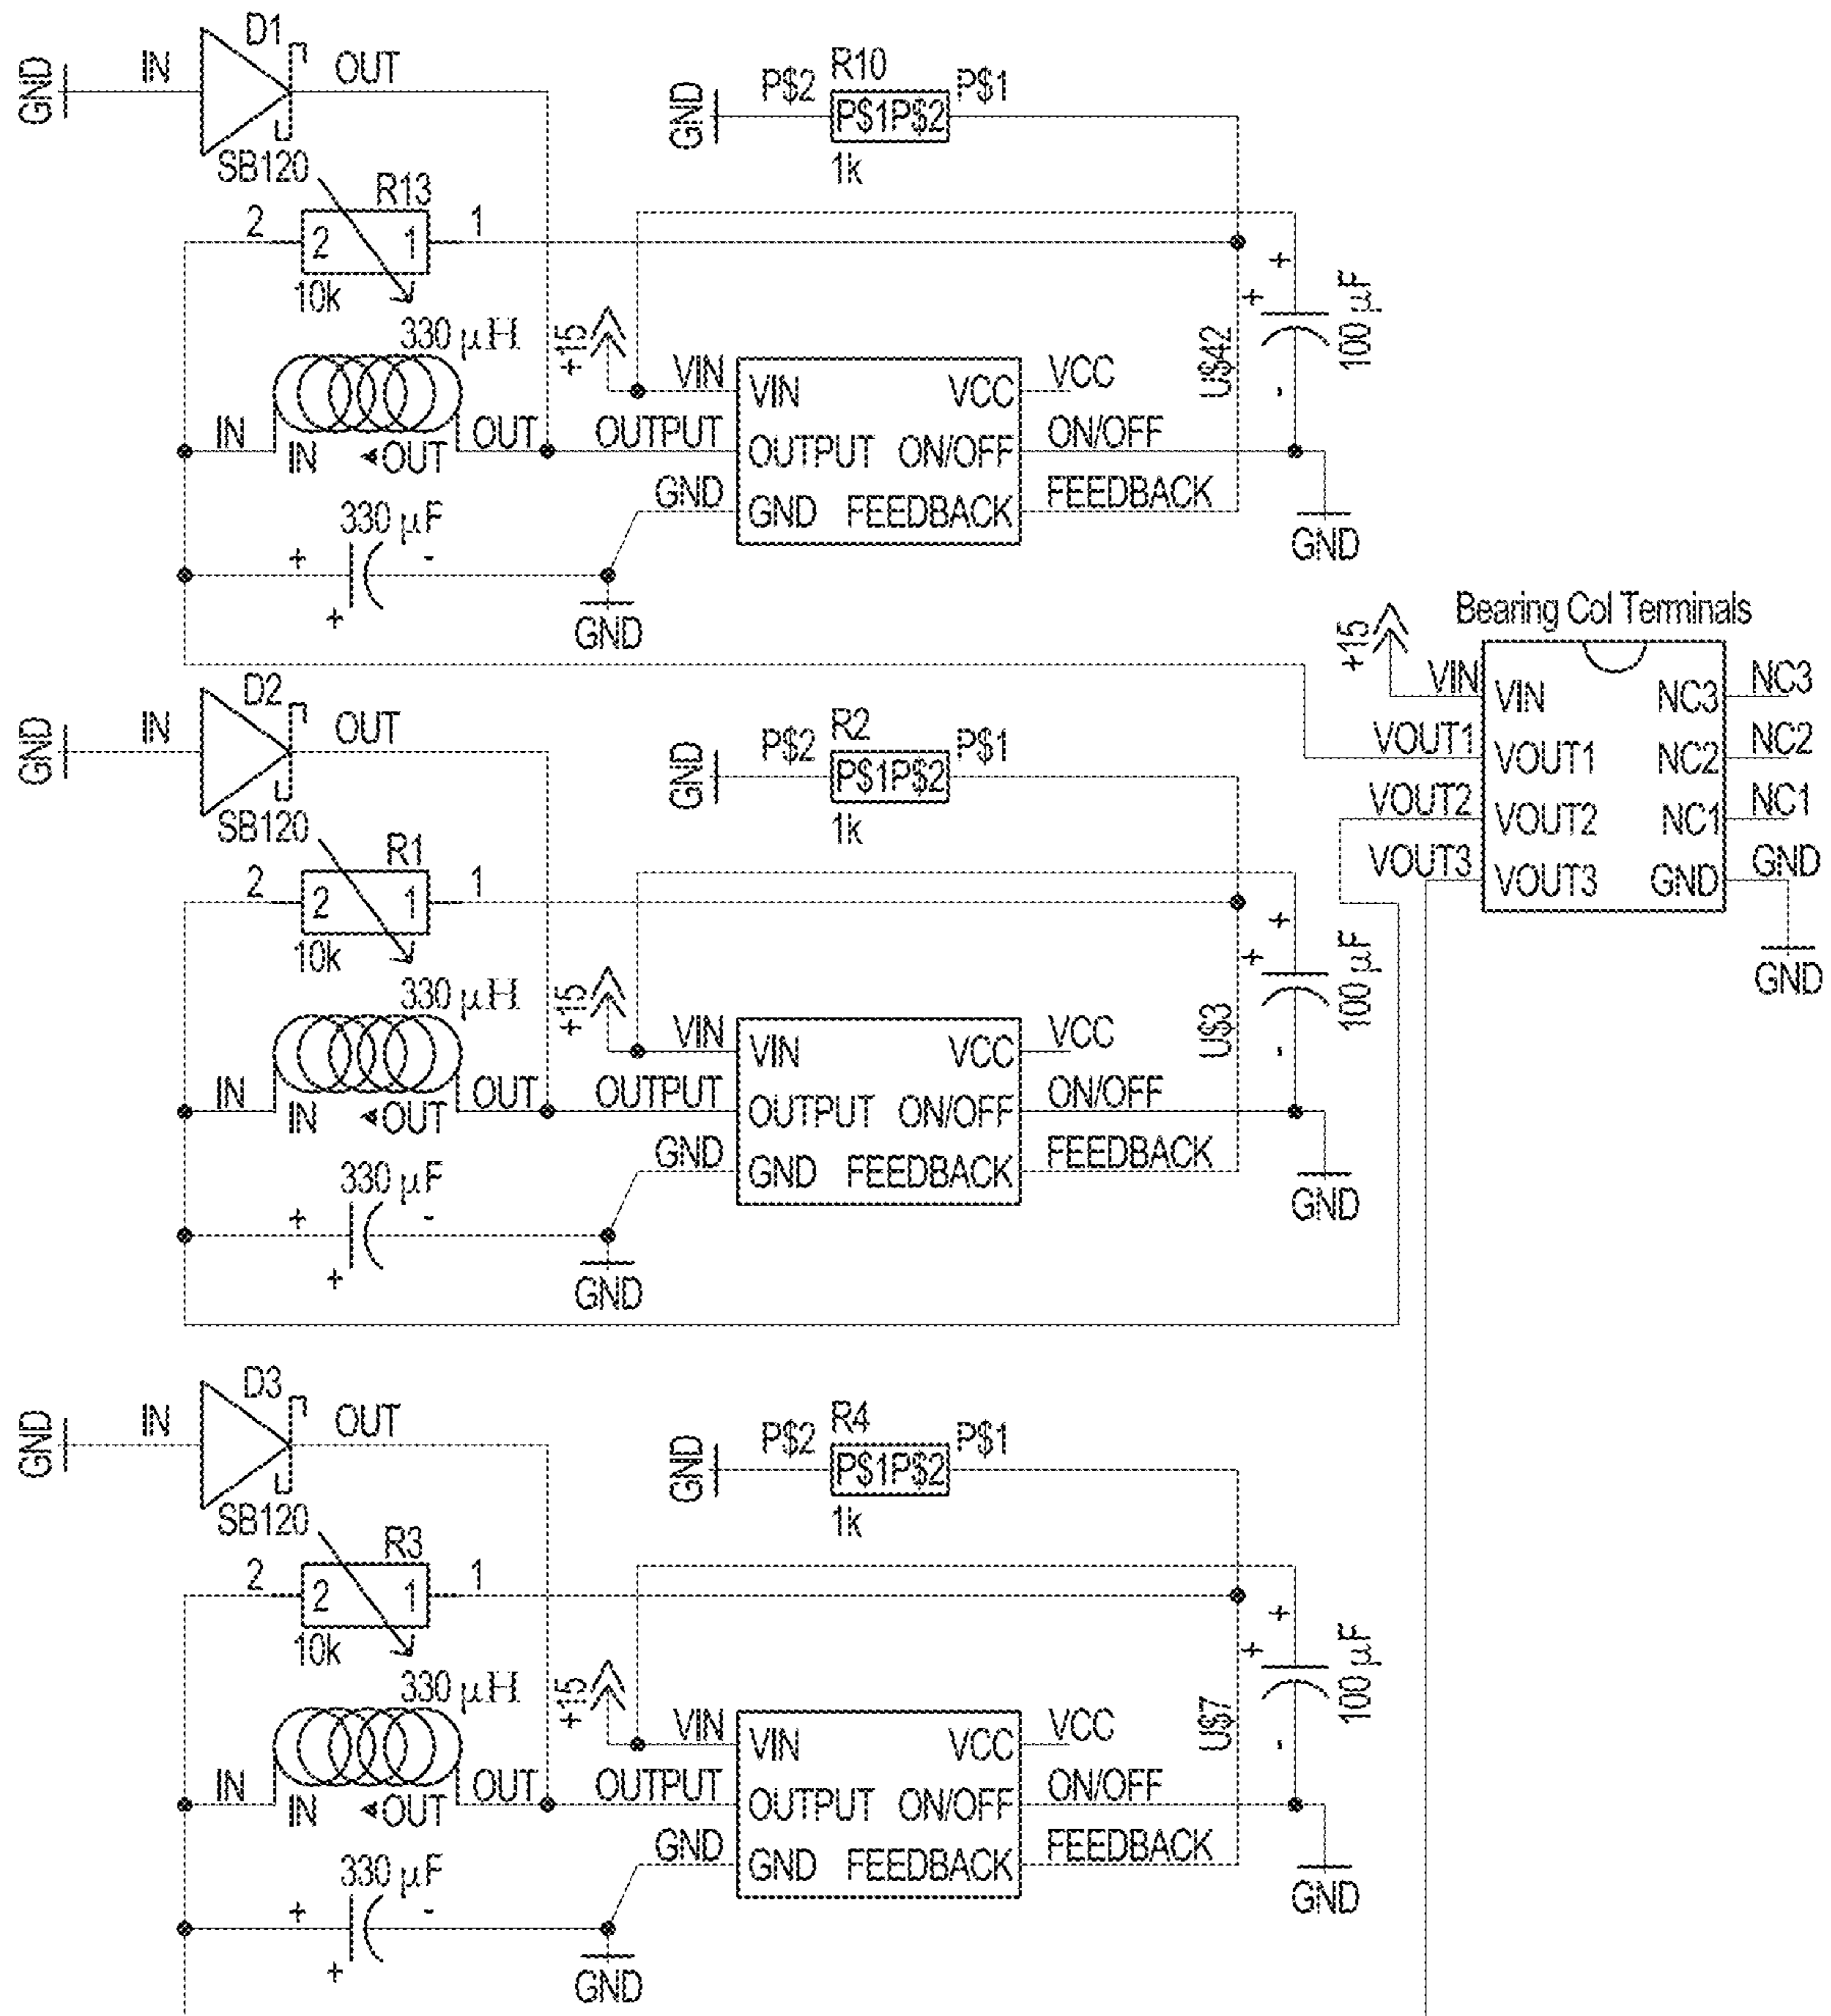 D1
GND IN OUT
SB120
R10
GND P$2 P$1P$2 P$1
1k
R13
2 2 1 1
10k
330 µH
IN IN OUT OUT
+15
VIN VIN VCC VCC
OUTPUT OUTPUT ON/OFF ON/OFF
GND GND FEEDBACK FEEDBACK
U$42
+ +
100 µF
-
GND
330 µF
+ -
+
GND
Bearing Col Terminals
+15
VIN VIN NC3 NC3
VOUT1 VOUT1 NC2 NC2
VOUT2 VOUT2 NC1 NC1
VOUT3 VOUT3 GND GND
GND
D2
GND IN OUT
SB120
R2
GND P$2 P$1P$2 P$1
1k
R1
2 2 1 1
10k
330 µH
IN IN OUT OUT
+15
VIN VIN VCC VCC
OUTPUT OUTPUT ON/OFF ON/OFF
GND GND FEEDBACK FEEDBACK
U$3
+ +
100 µF
-
GND
330 µF
+ -
+
GND
D3
GND IN OUT
SB120
R4
GND P$2 P$1P$2 P$1
1k
R3
2 2 1 1
10k
330 µH
IN IN OUT OUT
+15
VIN VIN VCC VCC
OUTPUT OUTPUT ON/OFF ON/OFF
GND GND FEEDBACK FEEDBACK
U$7
+ +
100 µF
-
GND
330 µF
+ -
+
GND